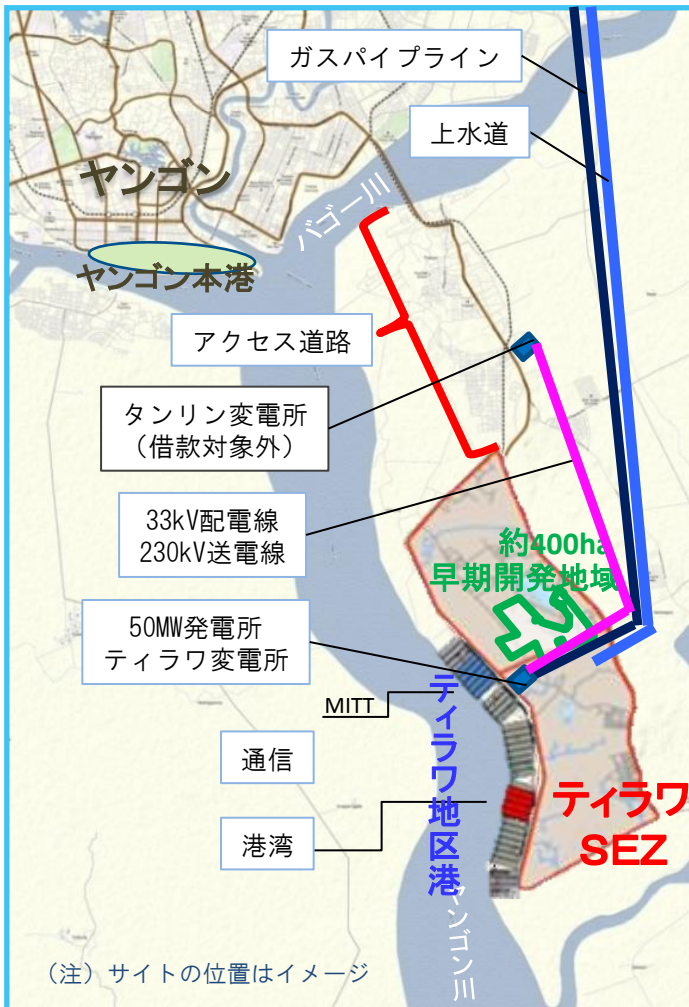 ガスパイプライン
上水道
ヤンゴン
バゴー川
ヤンゴン本港
アクセス道路
タンリン変電所
（借款対象外）
33kV配電線
230kV送電線
約400ha
早期開発地域
50MW発電所
ティラワ変電所
MITT
ティラワ地区港
通信
港湾
ティラワ
SEZ
ヤンゴン川
（注）サイトの位置はイメージ